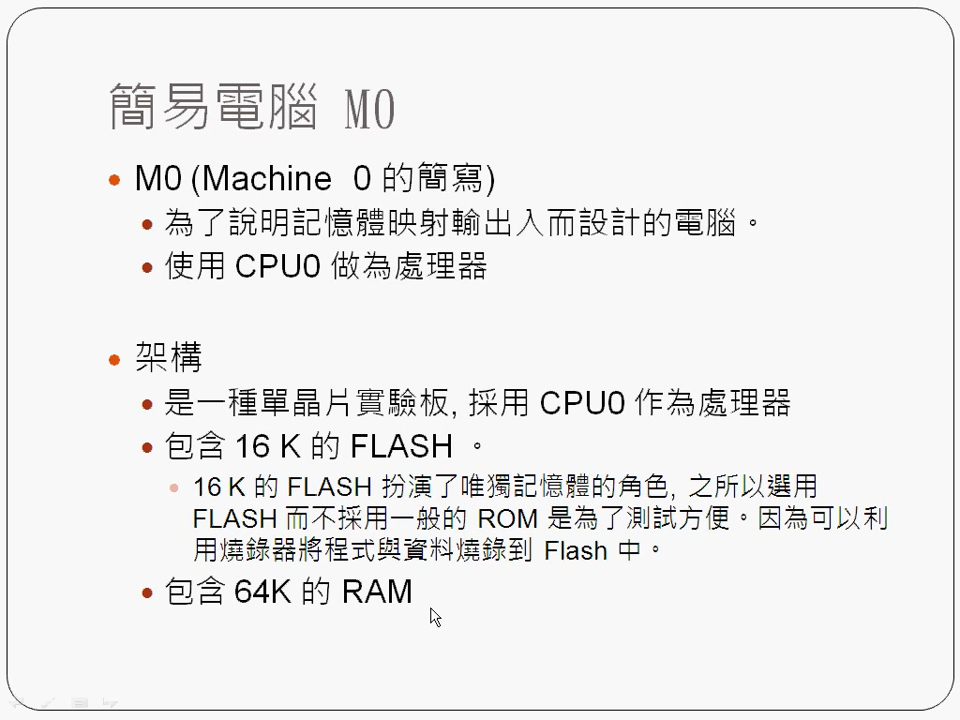 簡易電腦 M0
M0 (Machine 0 的簡寫)
為了說明記憶體映射輸出入而設計的電腦。
使用 CPU0 做為處理器
架構
是一種單晶片實驗板, 採用 CPU0 作為處理器
包含 16 K 的 FLASH 。
16 K 的 FLASH 扮演了唯獨記憶體的角色, 之所以選用
FLASH 而不採用一般的 ROM 是為了測試方便。因為可以利
用燒錄器將程式與資料燒錄到 Flash 中。
包含 64K 的 RAM